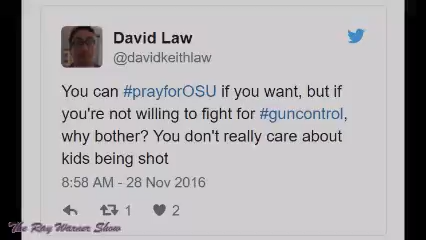 David Law
@davidkeithlaw
You can #prayforOSU if you want, but if
you're not willing to fight for #guncontrol,
why bother? You don't really care about
kids being shot
8:58 AM - 28 Nov 2016
1 2
The Ray Warner Show